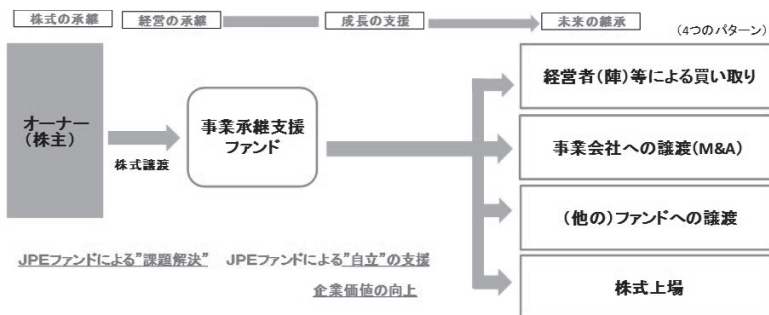 株式の承継
経営の承継
成長の支援
未来の継承
(4つのパターン)
オーナー
(株主)
株式譲渡
事業承継支援
ファンド
経営者(陣)等による買い取り
事業会社への譲渡(M&A)
(他の)ファンドへの譲渡
株式上場
JPEファンドによる"課題解決"
JPEファンドによる"自立"の支援
企業価値の向上